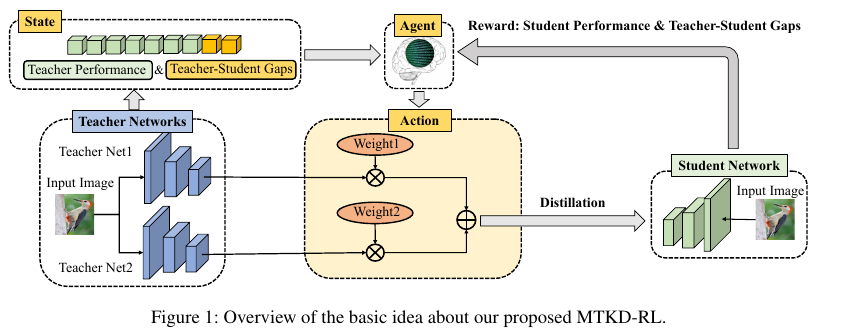 State
Teacher Performance & Teacher-Student Gaps
Agent
Reward: Student Performance & Teacher-Student Gaps
Teacher Networks
Teacher Net1
Input Image
Teacher Net2
Action
Weight1
Weight2
Distillation
Student Network
Input Image
Figure 1: Overview of the basic idea about our proposed MTKD-RL.